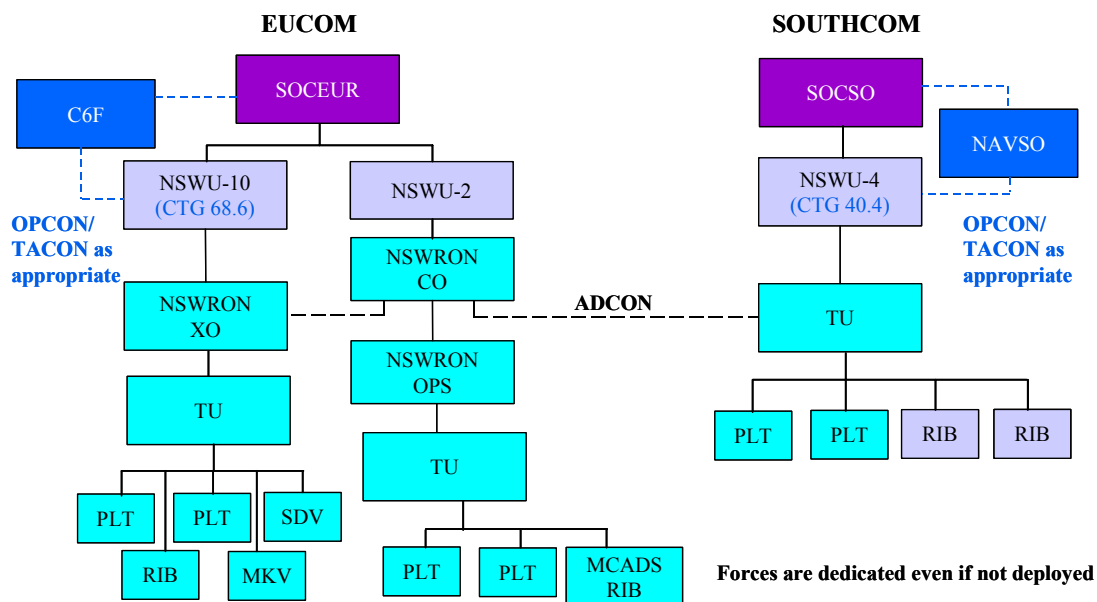 EUCOM
SOUTHCOM
SOCEUR
C6F
NSWU-10
(CTG 68.6)
NSWU-2
OPCON/
TACON as
appropriate
NSWRON
CO
NSWRON
XO
ADCON
NSWRON
OPS
TU
TU
PLT
PLT
SDV
RIB
MKV
PLT
PLT
MCADS
RIB
SOCSO
NAVSO
NSWU-4
(CTG 40.4)
OPCON/
TACON as
appropriate
TU
PLT
PLT
RIB
RIB
Forces are dedicated even if not deployed